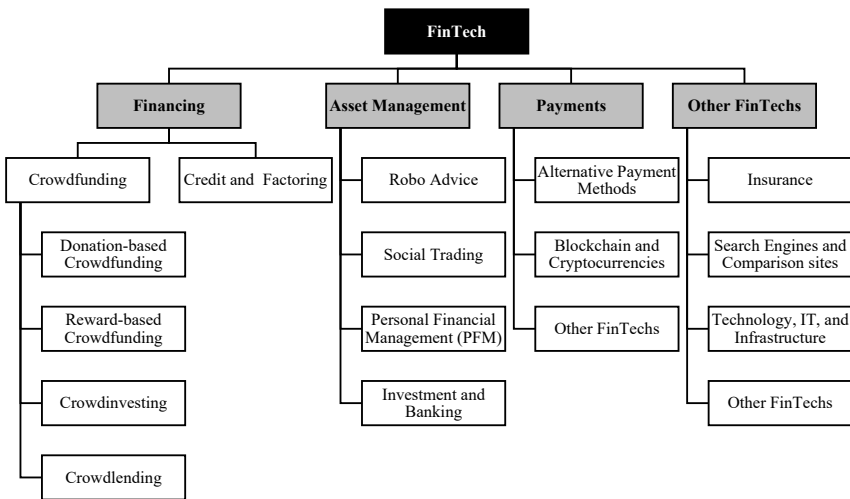 FinTech
Financing
Asset Management
Payments
Other FinTechs
Crowdfunding
Credit and Factoring
Donation-based
Crowdfunding
Reward-based
Crowdfunding
Crowdinvesting
Crowdlending
Robo Advice
Social Trading
Personal Financial
Management (PFM)
Investment and
Banking
Alternative Payment
Methods
Blockchain and
Cryptocurrencies
Other FinTechs
Insurance
Search Engines and
Comparison sites
Technology, IT, and
Infrastructure
Other FinTechs